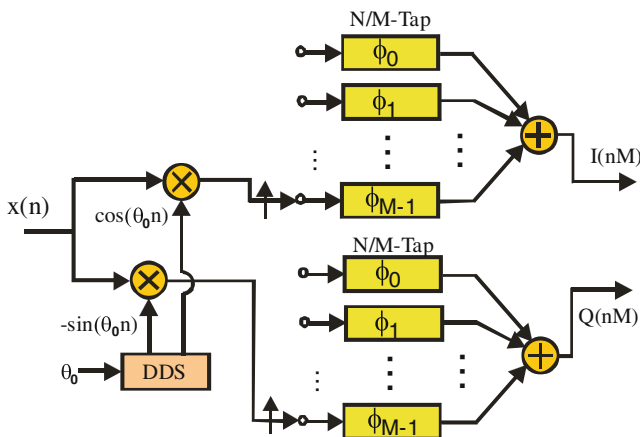 N/M-Tap
ϕ0
ϕ1
ϕM-1
I(nM)
x(n)
cos(θ0n)
-sin(θ0n)
θ0
DDS
N/M-Tap
ϕ0
ϕ1
ϕM-1
Q(nM)